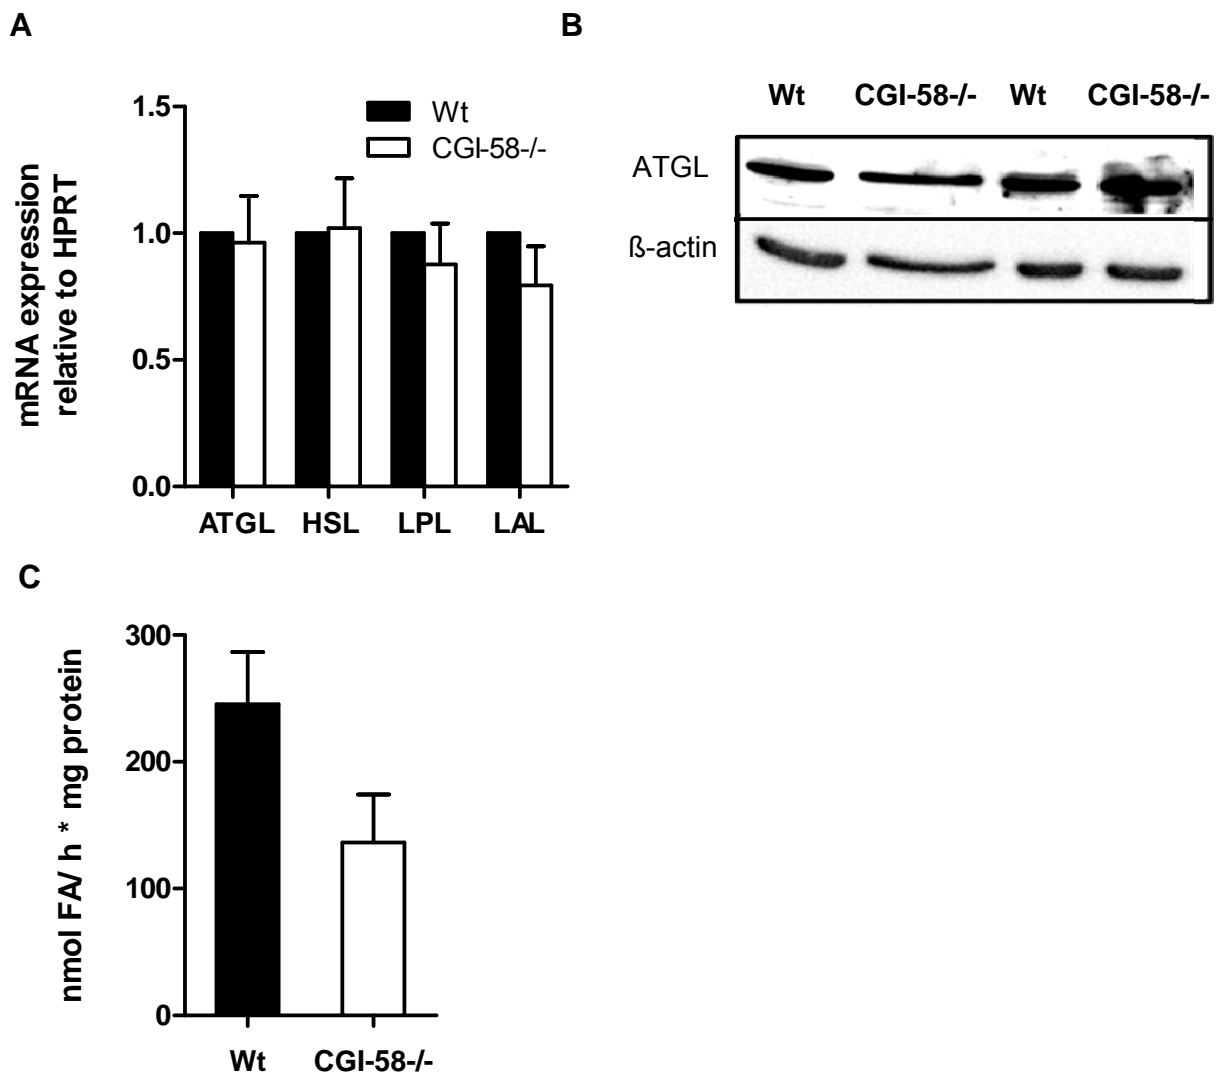 A
B
mRNA expression
relative to HPRT
1.5
1.0
0.5
0.0
Wt
CGI-58-/-
ATGL HSL LPL LAL
Wt CGI-58-/- Wt CGI-58-/-
ATGL
ß-actin
C
nmol FA/ h * mg protein
300
200
100
0
Wt CGI-58-/-